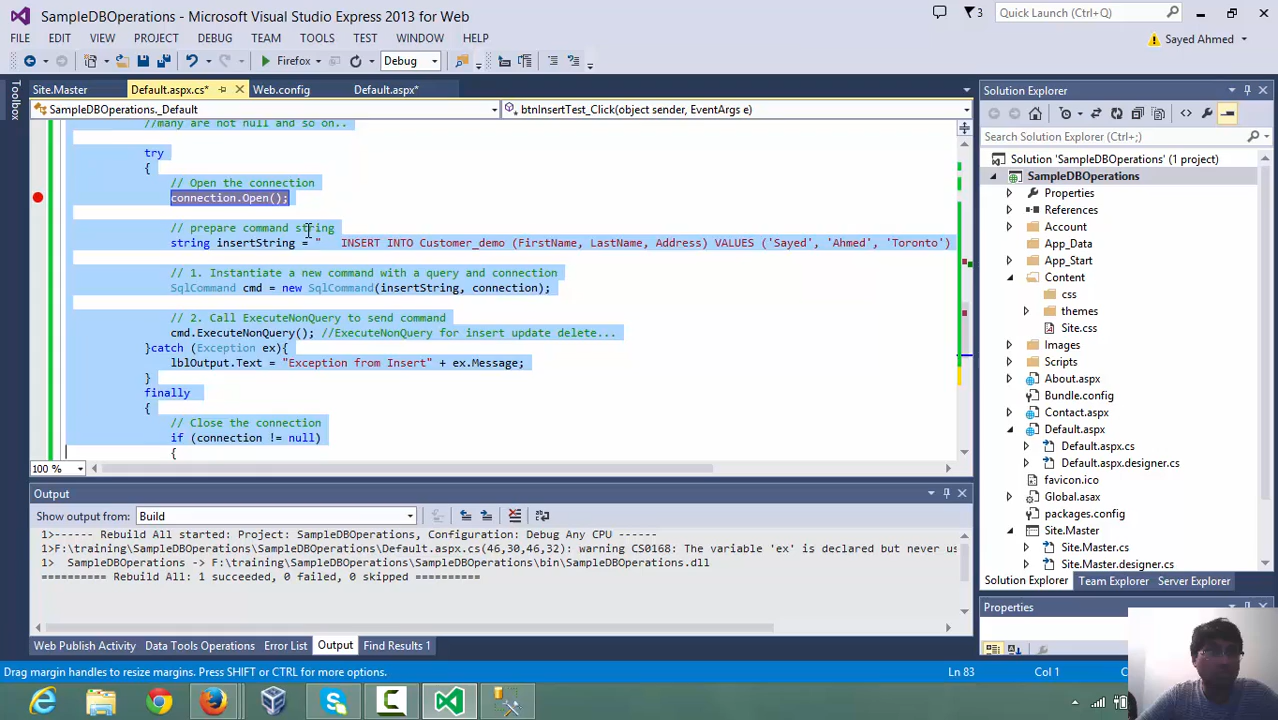 SampleDBOperations - Microsoft Visual Studio Express 2013 for Web
3
Quick Launch (Ctrl+Q)
FILE EDIT VIEW PROJECT DEBUG TEAM TOOLS TEST WINDOW HELP
Sayed Ahmed
Firefox
Debug
Toolbox
Site.Master
Default.aspx.cs*
Web.config
Default.aspx*
SampleDBOperations._Default
btnInsertTest_Click(object sender, EventArgs e)
//many are not null and so on..
try
{
// Open the connection
connection.Open();
// prepare command string
string insertString = "    INSERT INTO Customer_demo (FirstName, LastName, Address) VALUES ('Sayed', 'Ahmed', 'Toronto')
// 1. Instantiate a new command with a query and connection
SqlCommand cmd = new SqlCommand(insertString, connection);
// 2. Call ExecuteNonQuery to send command
cmd.ExecuteNonQuery(); //ExecuteNonQuery for insert update delete...
}catch (Exception ex){
lblOutput.Text = "Exception from Insert" + ex.Message;
}
finally
{
// Close the connection
if (connection != null)
{
100 %
Output
Show output from: Build
1>------ Rebuild All started: Project: SampleDBOperations, Configuration: Debug Any CPU ------
1>F:\training\SampleDBOperations\SampleDBOperations\Default.aspx.cs(46,30,46,32): warning CS0168: The variable 'ex' is declared but never us
1>  SampleDBOperations -> F:\training\SampleDBOperations\SampleDBOperations\bin\SampleDBOperations.dll
========== Rebuild All: 1 succeeded, 0 failed, 0 skipped ==========
Web Publish Activity
Data Tools Operations
Error List
Output
Find Results 1
Solution Explorer
Search Solution Explorer (Ctrl+;)
Solution 'SampleDBOperations' (1 project)
SampleDBOperations
Properties
References
Account
App_Data
App_Start
Content
css
themes
Site.css
Images
Scripts
About.aspx
Bundle.config
Contact.aspx
Default.aspx
Default.aspx.cs
Default.aspx.designer.cs
favicon.ico
Global.asax
packages.config
Site.Master
Site.Master.cs
Site.Master.designer.cs
Solution Explorer
Team Explorer
Server Explorer
Properties
Drag margin handles to resize margins. Press SHIFT or CTRL for more options.
Ln 83
Col 1